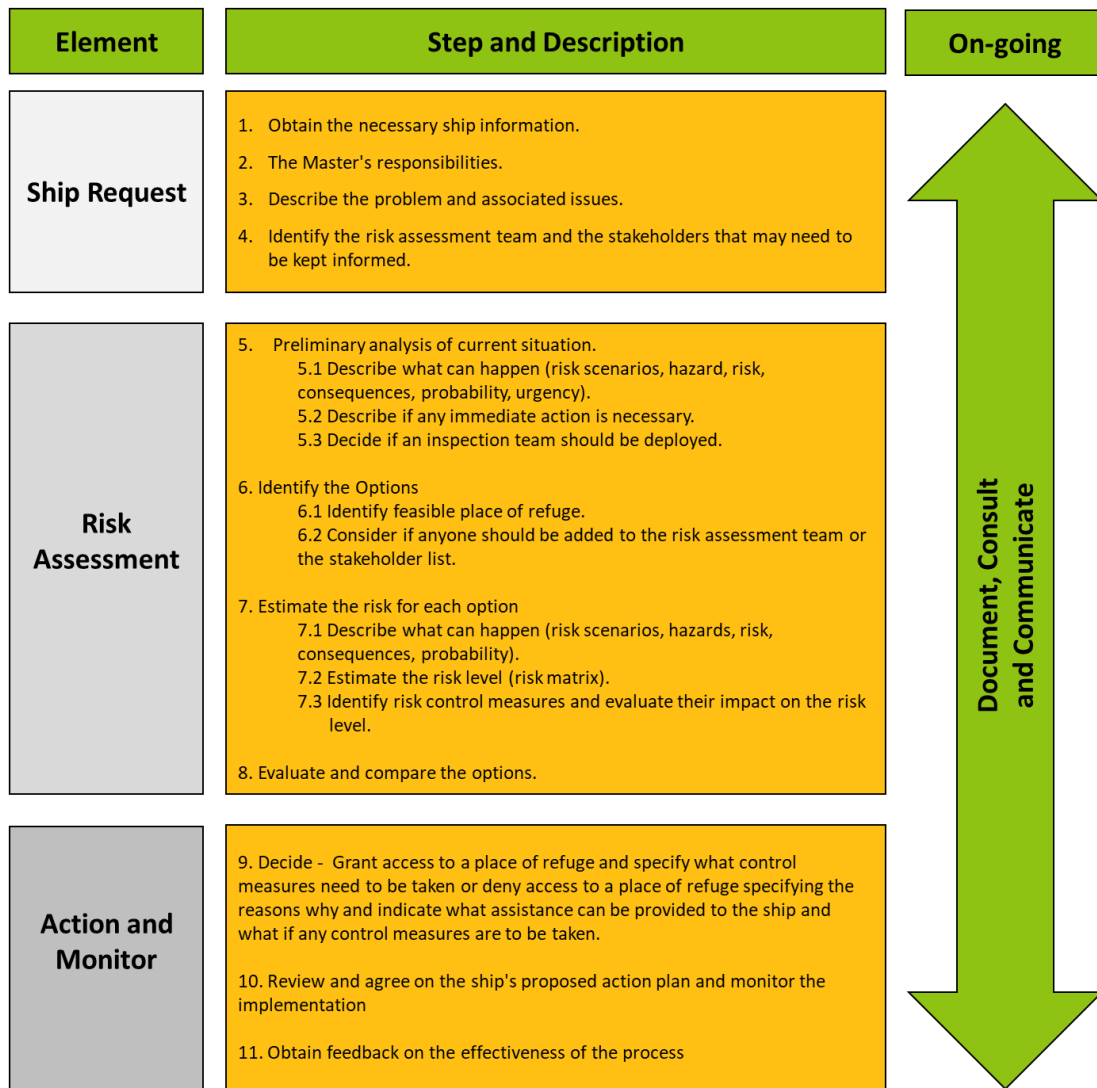 Element
Step and Description
On-going
Ship Request
1. Obtain the necessary ship information.
2. The Master's responsibilities.
3. Describe the problem and associated issues.
4. Identify the risk assessment team and the stakeholders that may need to
be kept informed.
Risk
Assessment
5. Preliminary analysis of current situation.
5.1 Describe what can happen (risk scenarios, hazard, risk,
consequences, probability, urgency).
5.2 Describe if any immediate action is necessary.
5.3 Decide if an inspection team should be deployed.
6. Identify the Options
6.1 Identify feasible place of refuge.
6.2 Consider if anyone should be added to the risk assessment team or
the stakeholder list.
7. Estimate the risk for each option
7.1 Describe what can happen (risk scenarios, hazards, risk,
consequences, probability).
7.2 Estimate the risk level (risk matrix).
7.3 Identify risk control measures and evaluate their impact on the risk
level.
8. Evaluate and compare the options.
Action and
Monitor
9. Decide - Grant access to a place of refuge and specify what control
measures need to be taken or deny access to a place of refuge specifying the
reasons why and indicate what assistance can be provided to the ship and
what if any control measures are to be taken.
10. Review and agree on the ship's proposed action plan and monitor the
implementation
11. Obtain feedback on the effectiveness of the process
Document, Consult
and Communicate